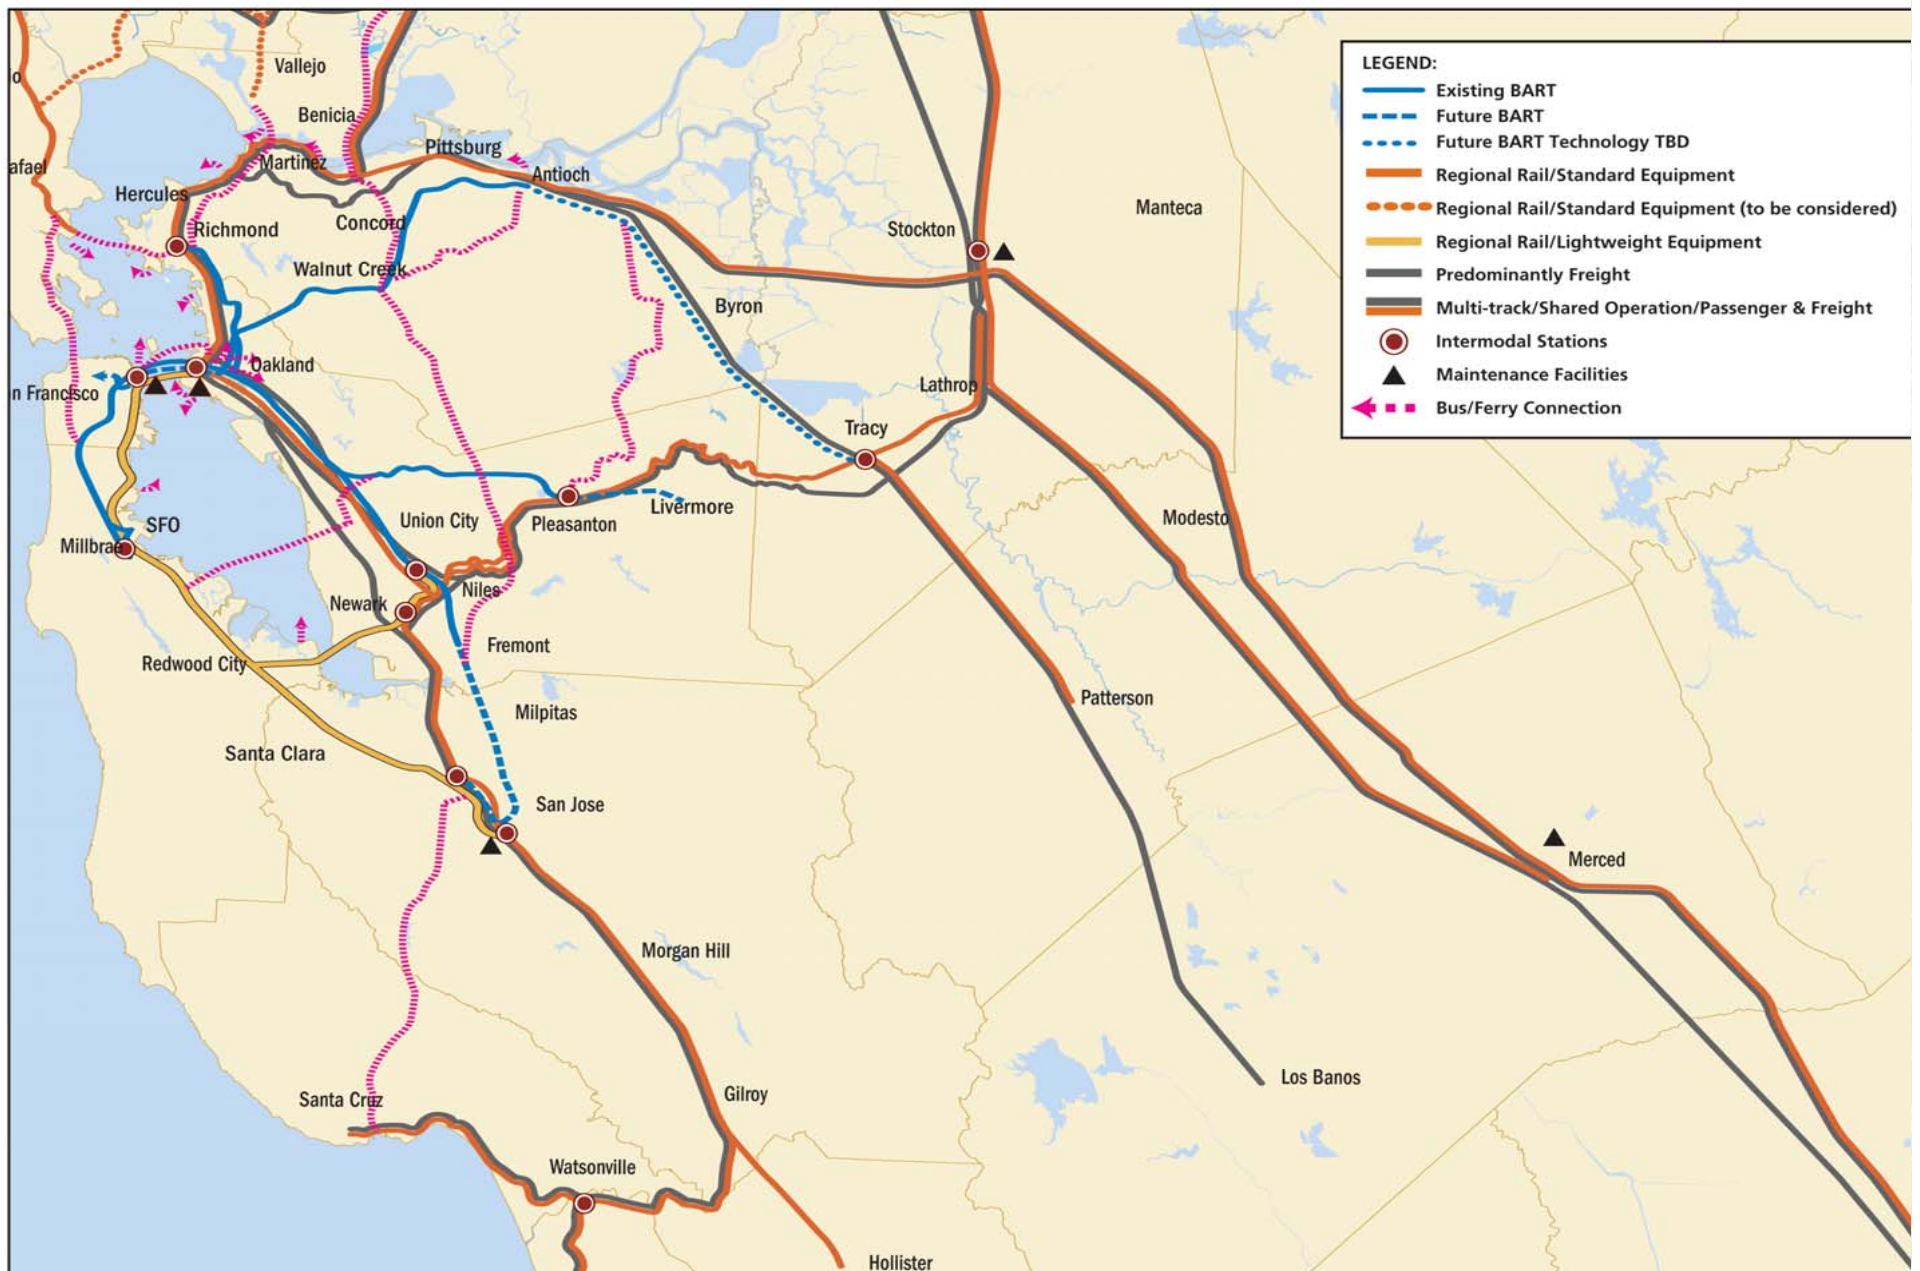 LEGEND:
Existing BART
Future BART
Future BART Technology TBD
Regional Rail/Standard Equipment
Regional Rail/Standard Equipment (to be considered)
Regional Rail/Lightweight Equipment
Predominantly Freight
Multi-track/Shared Operation/Passenger & Freight
Intermodal Stations
Maintenance Facilities
Bus/Ferry Connection
o
Vallejo
Benicia
afael
Martinez
Pittsburg
Antioch
Hercules
Richmond
Concord
Walnut Creek
Stockton
Manteca
Byron
Oakland
n Francisco
Lathrop
Tracy
SFO
Millbrae
Union City
Pleasanton
Livermore
Modesto
Newark
Niles
Fremont
Redwood City
Milpitas
Patterson
Santa Clara
San Jose
Merced
Morgan Hill
Gilroy
Los Banos
Santa Cruz
Watsonville
Hollister